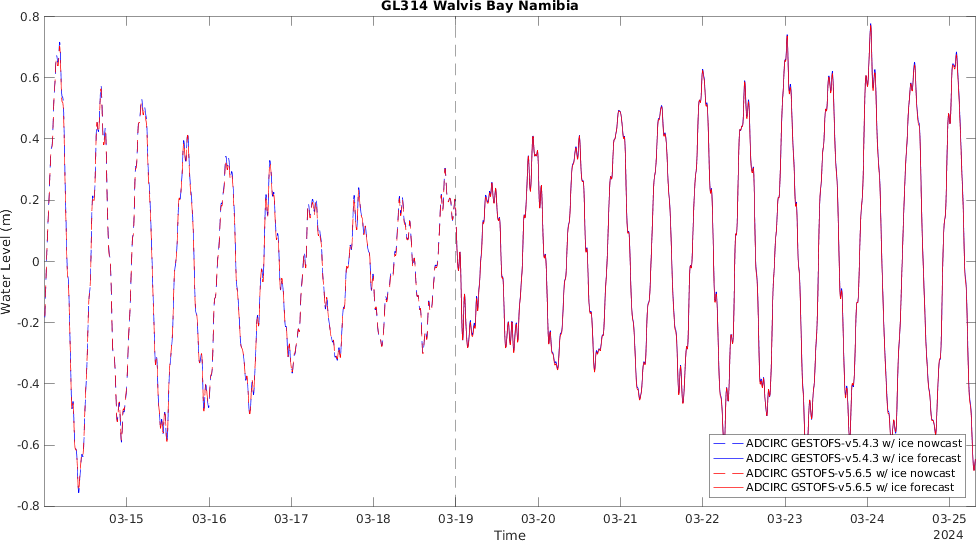 GL314 Walvis Bay Namibia
0.8
0.6
0.4
0.2
0
-0.2
-0.4
-0.6
-0.8
Water Level (m)
ADCIRC GESTOFS-v5.4.3 w/ ice nowcast
ADCIRC GESTOFS-v5.4.3 w/ ice forecast
ADCIRC GSTOFS-v5.6.5 w/ ice nowcast
ADCIRC GSTOFS-v5.6.5 w/ ice forecast
03-15 03-16 03-17 03-18 03-19 03-20 03-21 03-22 03-23 03-24 03-25
2024
Time